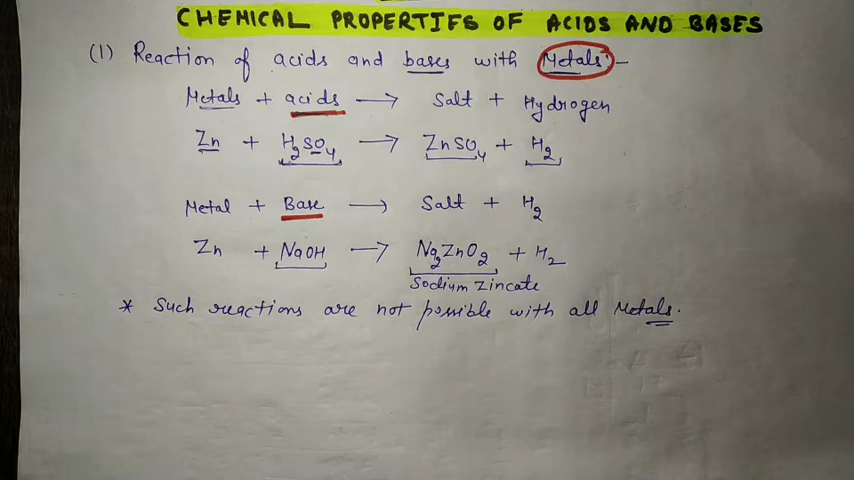 CHEMICAL PROPERTIES OF ACIDS AND BASES
(1) Reaction of acids and bases with Metals:-
Metals + acids → Salt + Hydrogen
Zn + H₂SO₄ → ZnSO₄ + H₂
Metal + Base → Salt + H₂
Zn + NaOH → Na₂ZnO₂ + H₂
Sodium Zincate
* Such reactions are not possible with all Metals.